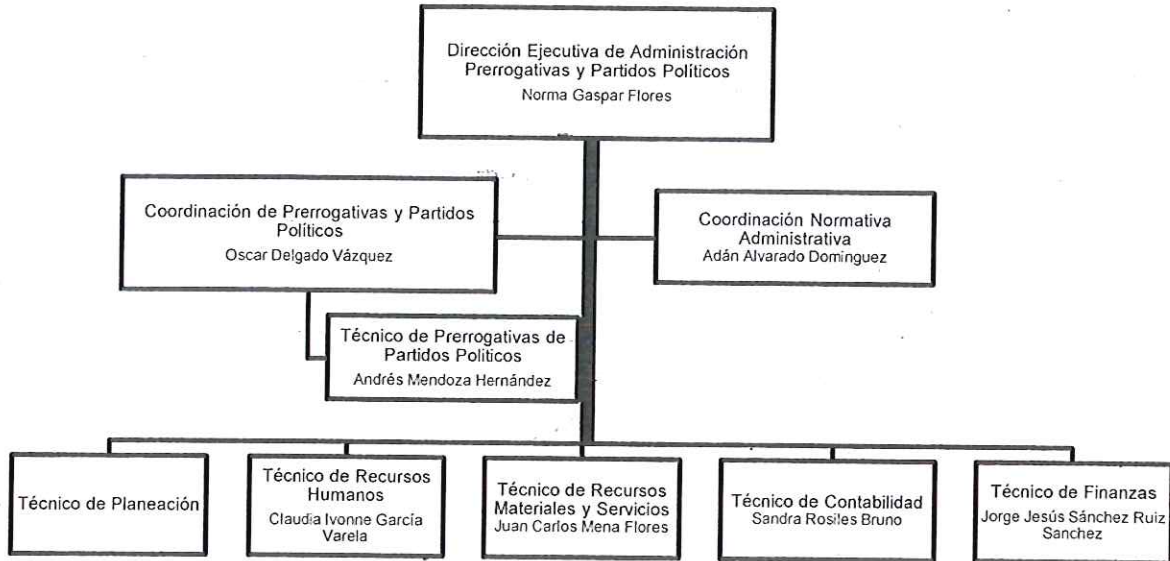 Dirección Ejecutiva de Administración
Prerrogativas y Partidos Políticos
Norma Gaspar Flores
Coordinación de Prerrogativas y Partidos
Políticos
Oscar Delgado Vázquez
Coordinación Normativa
Administrativa
Adán Alvarado Dominguez
Técnico de Prerrogativas de
Partidos Politicos
Andrés Mendoza Hernández
Técnico de Planeación
Técnico de Recursos
Humanos
Claudia Ivonne García
Varela
Técnico de Recursos
Materiales y Servicios
Juan Carlos Mena Flores
Técnico de Contabilidad
Sandra Rosiles Bruno
Técnico de Finanzas
Jorge Jesús Sánchez Ruiz
Sanchez